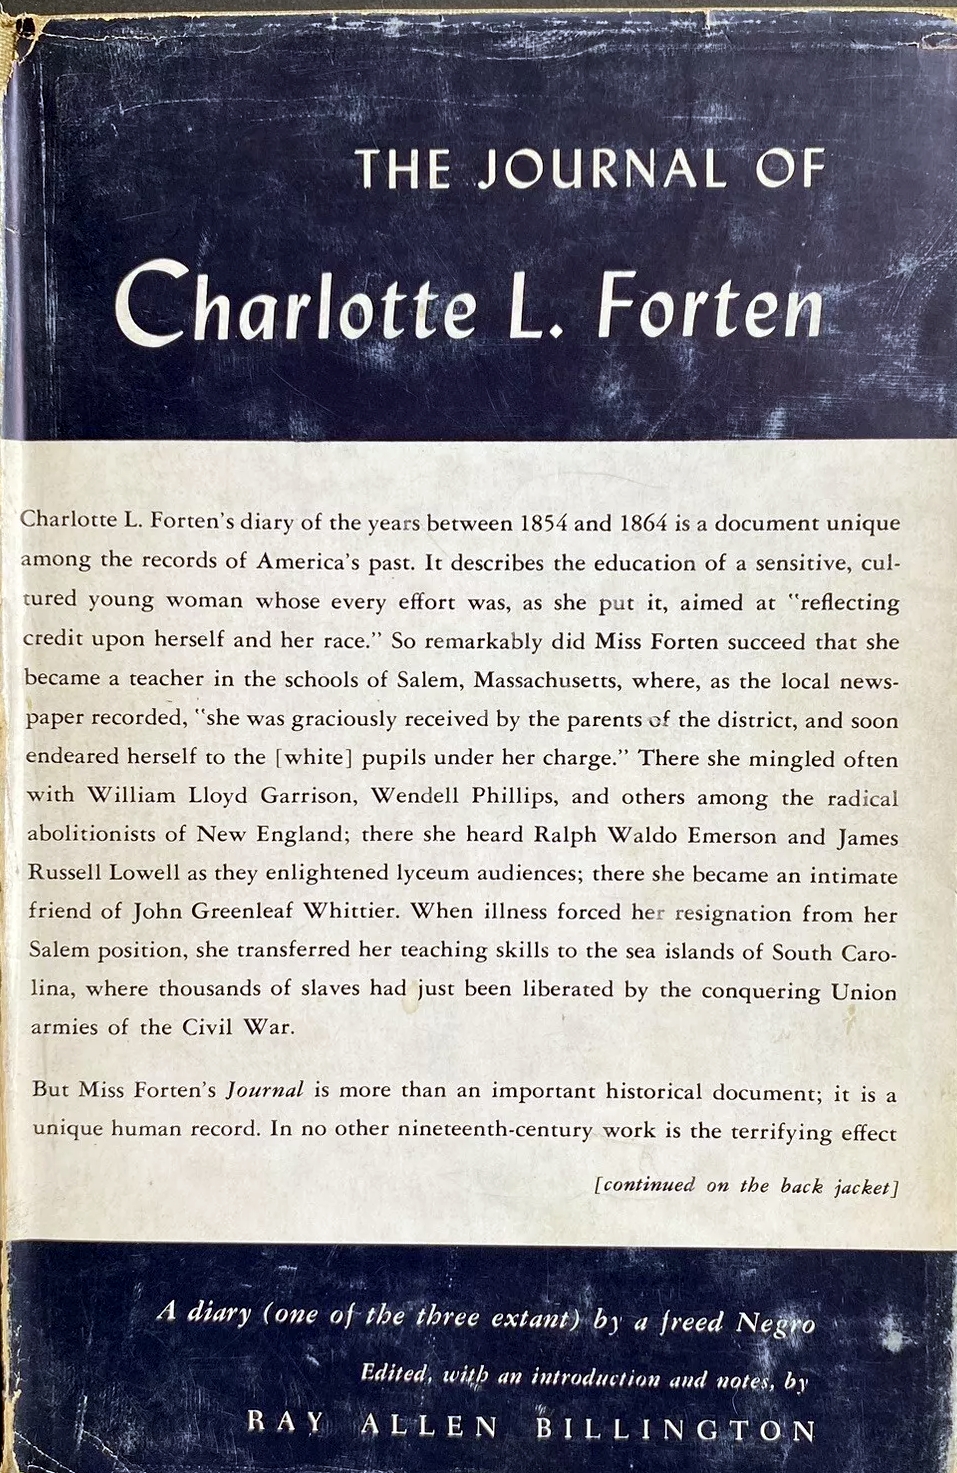 THE JOURNAL OF
Charlotte L. Forten
Charlotte L. Forten's diary of the years between 1854 and 1864 is a document unique
among the records of America's past. It describes the education of a sensitive, cul-
tured young woman whose every effort was, as she put it, aimed at "reflecting
credit upon herself and her race." So remarkably did Miss Forten succeed that she
became a teacher in the schools of Salem, Massachusetts, where, as the local news-
paper recorded, "she was graciously received by the parents of the district, and soon
endeared herself to the [white] pupils under her charge." There she mingled often
with William Lloyd Garrison, Wendell Phillips, and others among the radical
abolitionists of New England; there she heard Ralph Waldo Emerson and James
Russell Lowell as they enlightened lyceum audiences; there she became an intimate
friend of John Greenleaf Whittier. When illness forced her resignation from her
Salem position, she transferred her teaching skills to the sea islands of South Caro-
lina, where thousands of slaves had just been liberated by the conquering Union
armies of the Civil War.
But Miss Forten's Journal is more than an important historical document; it is a
unique human record. In no other nineteenth-century work is the terrifying effect
[continued on the back jacket]
A diary (one of the three extant) by a freed Negro
Edited, with an introduction and notes, by
RAY ALLEN BILLINGTON